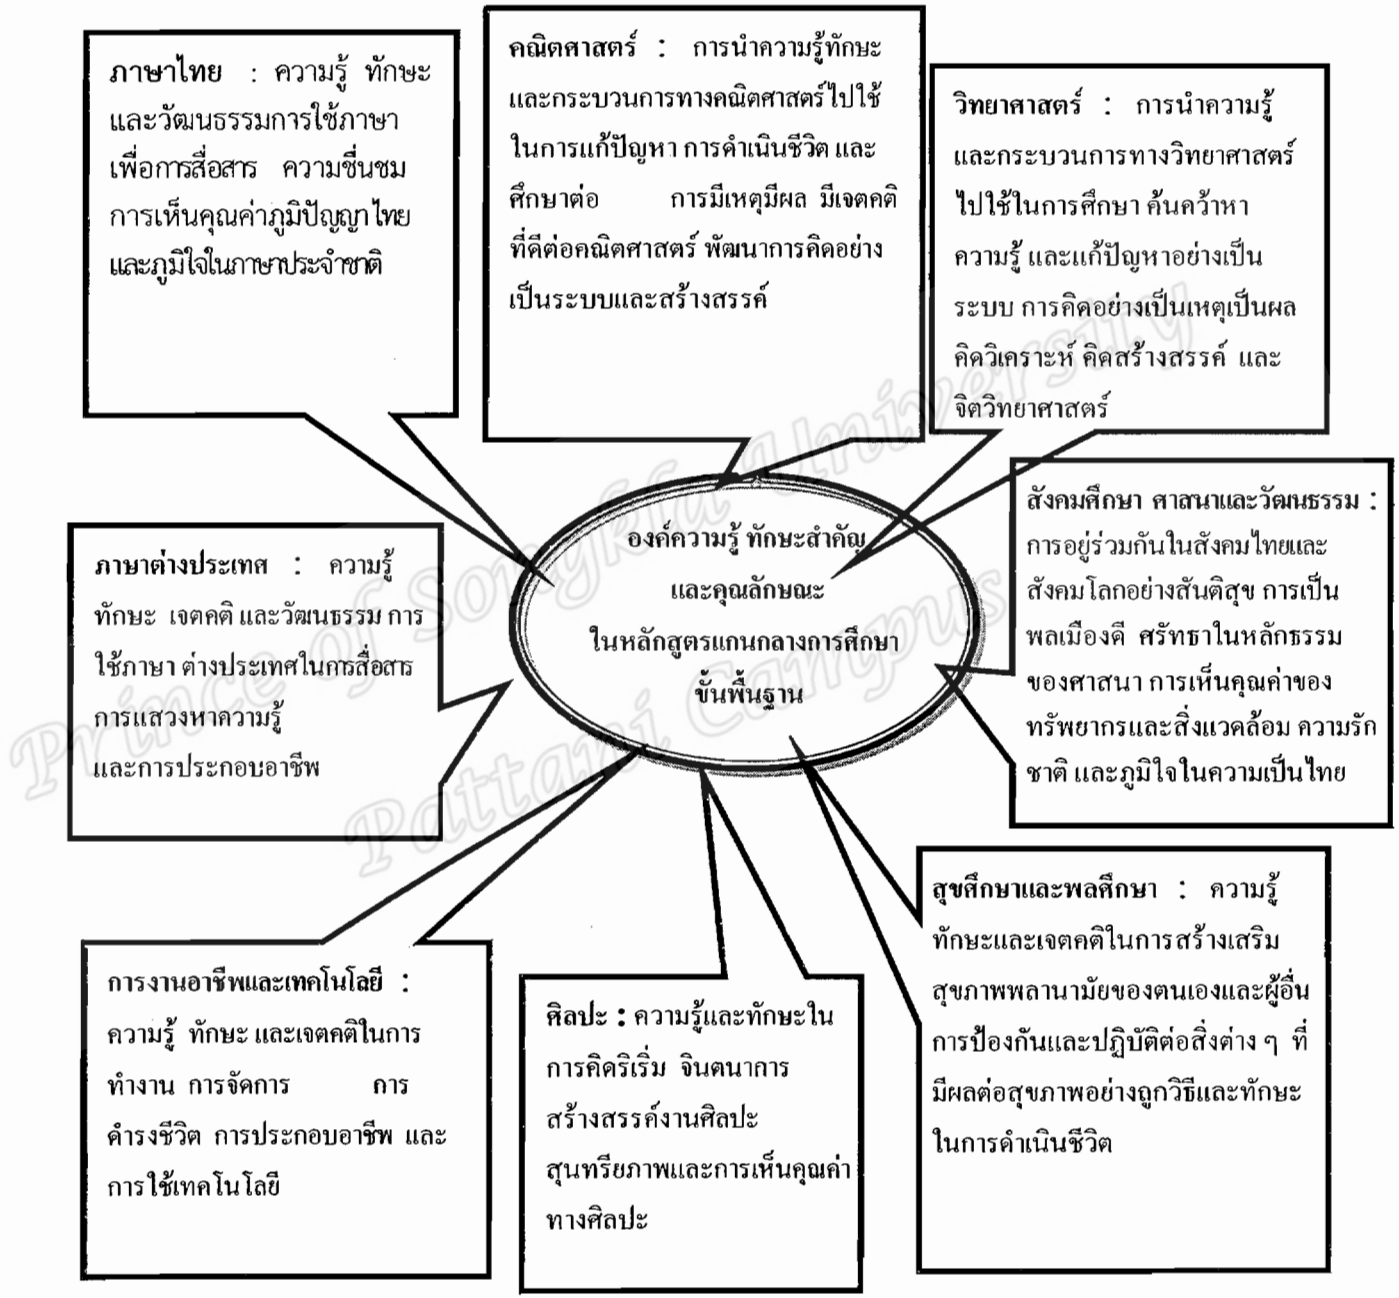 ภาษาไทย : ความรู้ ทักษะ
และวัฒนธรรมการใช้ภาษา
เพื่อการสื่อสาร ความชื่นชม
การเห็นคุณค่าภูมิปัญญาไทย
และภูมิใจในภาษาประจำชาติ
คณิตศาสตร์ : การนำความรู้ทักษะ
และกระบวนการทางคณิตศาสตร์ไปใช้
ในการแก้ปัญหา การดำเนินชีวิต และ
ศึกษาต่อ การมีเหตุมีผล มีเจตคติ
ที่ดีต่อคณิตศาสตร์ พัฒนาการคิดอย่าง
เป็นระบบและสร้างสรรค์
วิทยาศาสตร์ : การนำความรู้
และกระบวนการทางวิทยาศาสตร์
ไปใช้ในการศึกษา ค้นคว้าหา
ความรู้ และแก้ปัญหาอย่างเป็น
ระบบ การคิดอย่างเป็นเหตุเป็นผล
คิดวิเคราะห์ คิดสร้างสรรค์ และ
จิตวิทยาศาสตร์
องค์ความรู้ ทักษะสำคัญ
และคุณลักษณะ
ในหลักสูตรแกนกลางการศึกษา
ขั้นพื้นฐาน
สังคมศึกษา ศาสนาและวัฒนธรรม :
การอยู่ร่วมกันในสังคมไทยและ
สังคมโลกอย่างสันติสุข การเป็น
พลเมืองดี ศรัทธาในหลักธรรม
ของศาสนา การเห็นคุณค่าของ
ทรัพยากรและสิ่งแวดล้อม ความรัก
ชาติ และภูมิใจในความเป็นไทย
ภาษาต่างประเทศ : ความรู้
ทักษะ เจตคติ และวัฒนธรรม การ
ใช้ภาษา ต่างประเทศในการสื่อสาร
การแสวงหาความรู้
และการประกอบอาชีพ
การงานอาชีพและเทคโนโลยี :
ความรู้ ทักษะ และเจตคติในการ
ทำงาน การจัดการ การ
ดำรงชีวิต การประกอบอาชีพ และ
การใช้เทคโนโลยี
ศิลปะ : ความรู้และทักษะใน
การคิดริเริ่ม จินตนาการ
สร้างสรรค์งานศิลปะ
สุนทรียภาพและการเห็นคุณค่า
ทางศิลปะ
สุขศึกษาและพลศึกษา : ความรู้
ทักษะและเจตคติในการสร้างเสริม
สุขภาพพลานามัยของตนเองและผู้อื่น
การป้องกันและปฏิบัติต่อสิ่งต่าง ๆ ที่
มีผลต่อสุขภาพอย่างถูกวิธีและทักษะ
ในการดำเนินชีวิต
Prince of Songkla University
Pattani Campus